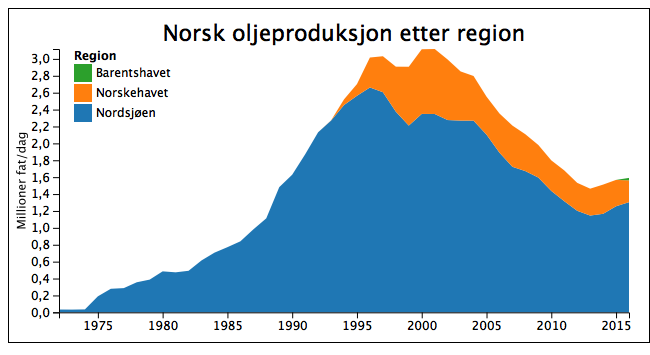 Norsk oljeproduksjon etter region
Region
Barentshavet
Norskehavet
Nordsjøen
Millioner fat/dag
3,0
2,8
2,6
2,4
2,2
2,0
1,8
1,6
1,4
1,2
1,0
0,8
0,6
0,4
0,2
0,0
1975 1980 1985 1990 1995 2000 2005 2010 2015